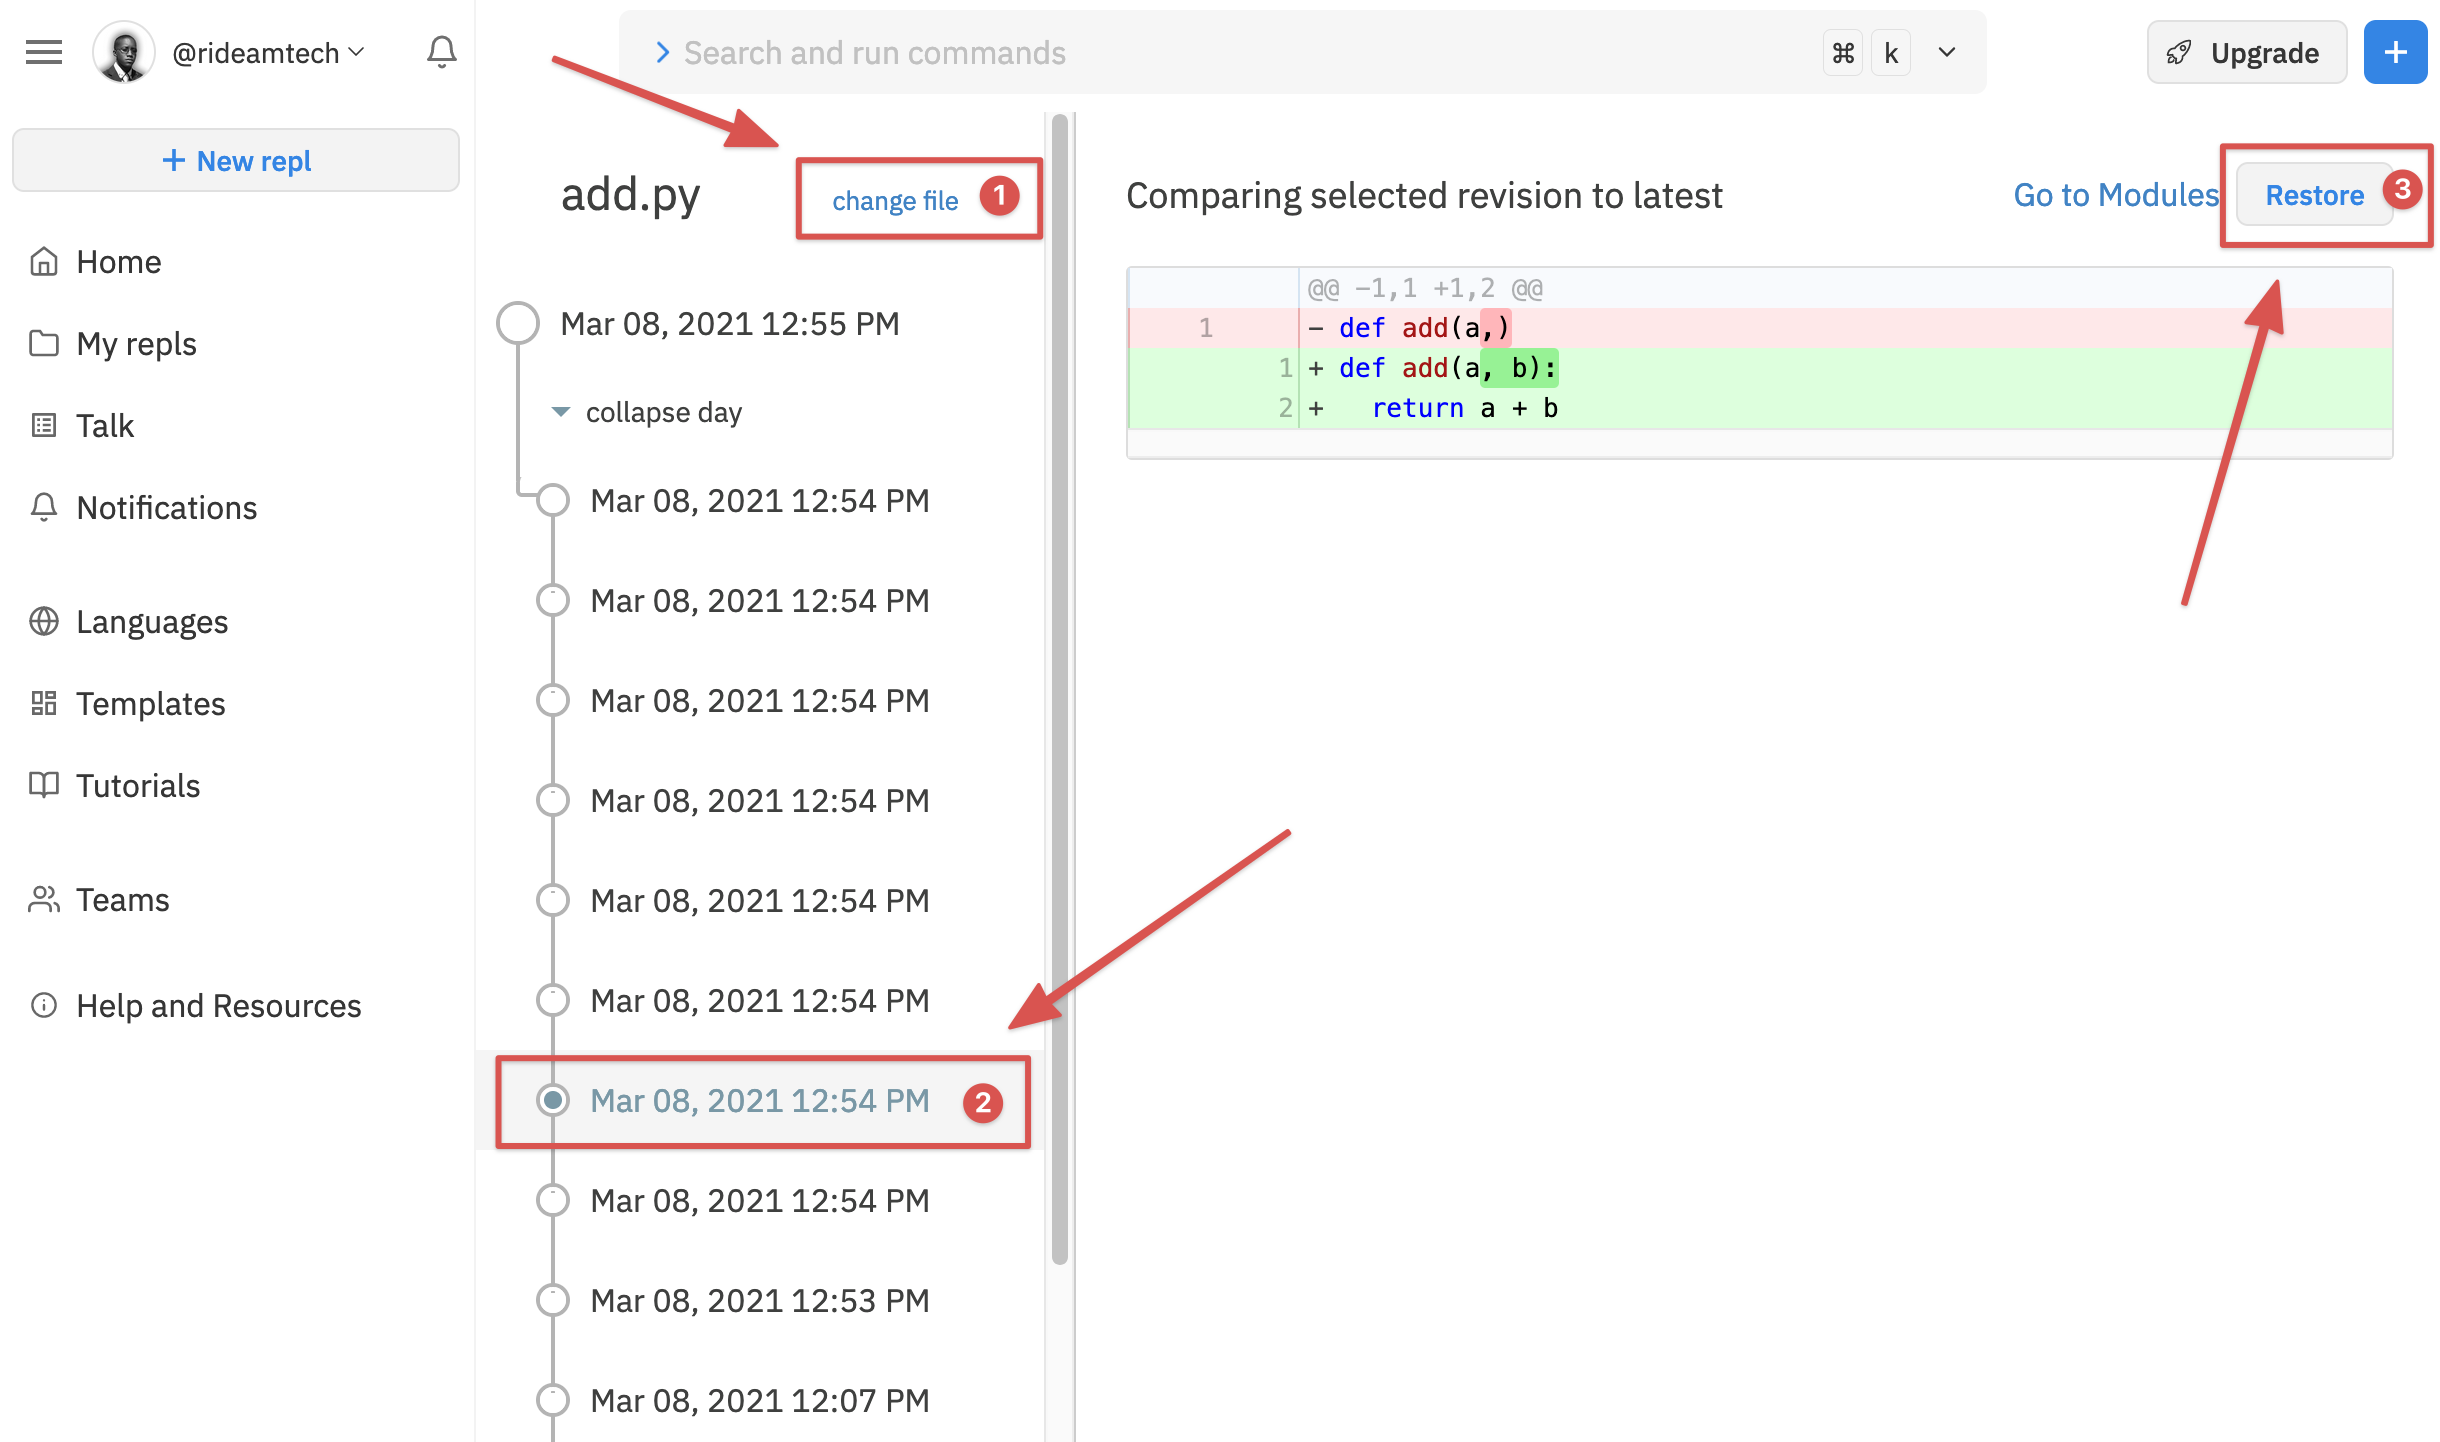 @rideamtech
Search and run commands
⌘ k
Upgrade
+
+ New repl
Home
My repls
Talk
Notifications
Languages
Templates
Tutorials
Teams
Help and Resources
add.py
change file 1
Mar 08, 2021 12:55 PM
collapse day
Mar 08, 2021 12:54 PM
Mar 08, 2021 12:54 PM
Mar 08, 2021 12:54 PM
Mar 08, 2021 12:54 PM
Mar 08, 2021 12:54 PM
Mar 08, 2021 12:54 PM
Mar 08, 2021 12:54 PM 2
Mar 08, 2021 12:54 PM
Mar 08, 2021 12:53 PM
Mar 08, 2021 12:07 PM
Comparing selected revision to latest
Go to Modules
Restore 3
@@ -1,1 +1,2 @@
1 - def add(a,)
1 + def add(a, b):
2 +   return a + b